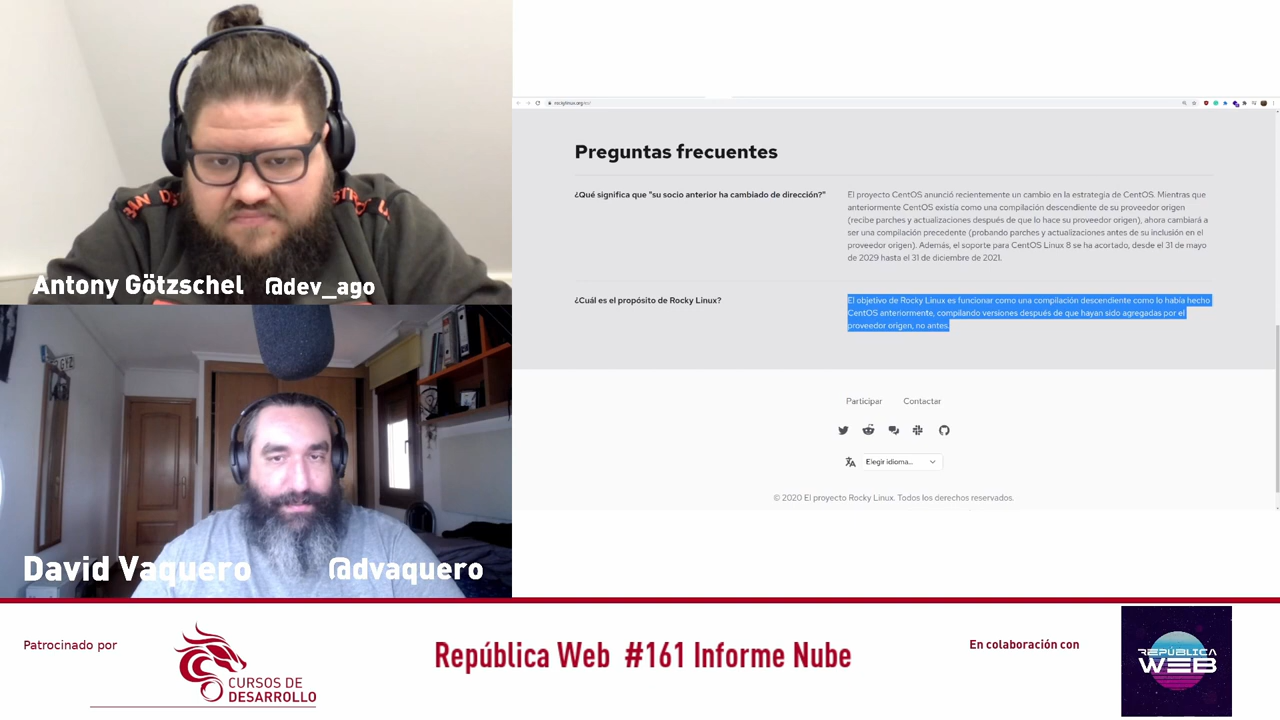 Antony Götzschel @dev_ago
David Vaquero @dvaquero
rockylinux.org/es/
Preguntas frecuentes
¿Qué significa que "su socio anterior ha cambiado de dirección?"
El proyecto CentOS anunció recientemente un cambio en la estrategia de CentOS. Mientras que
anteriormente CentOS existía como una compilación descendiente de su proveedor origen
(recibe parches y actualizaciones después de que lo hace su proveedor origen), ahora cambiará a
ser una compilación precedente (probando parches y actualizaciones antes de su inclusión en el
proveedor origen). Además, el soporte para CentOS Linux 8 se ha acortado, desde el 31 de mayo
de 2029 hasta el 31 de diciembre de 2021.
¿Cuál es el propósito de Rocky Linux?
El objetivo de Rocky Linux es funcionar como una compilación descendiente como lo había hecho
CentOS anteriormente, compilando versiones después de que hayan sido agregadas por el
proveedor origen, no antes.
Participar Contactar
Elegir idioma...
© 2020 El proyecto Rocky Linux. Todos los derechos reservados.
Patrocinado por
CURSOS DE
DESARROLLO
República Web #161 Informe Nube
En colaboración con
REPÚBLICA
WEB